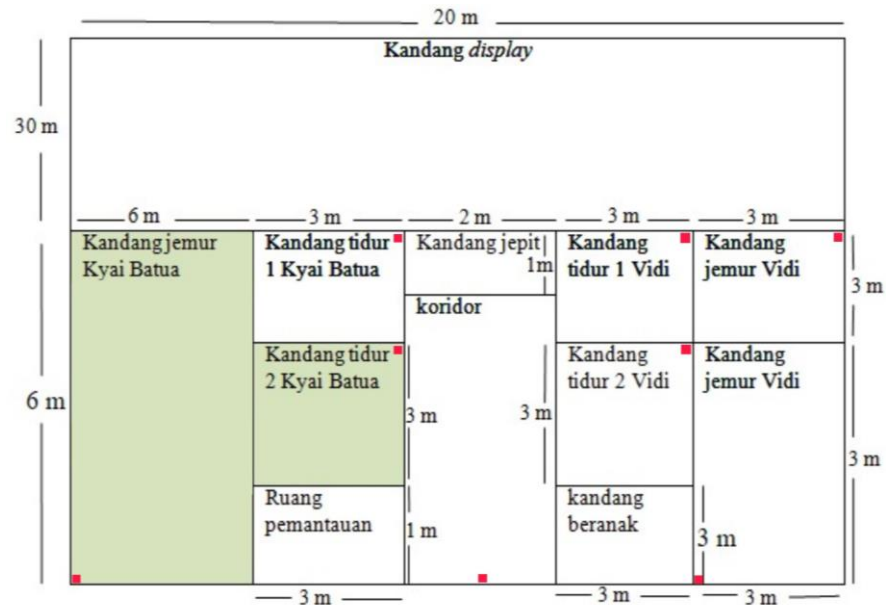 20 m
Kandang display
30 m
6 m
3 m
2 m
3 m
3 m
Kandang jemur
Kyai Batua
Kandang tidur
1 Kyai Batua
Kandang jepit
1m
Kandang
tidur 1 Vidi
Kandang
jemur Vidi
3 m
koridor
6 m
Kandang tidur
2 Kyai Batua
3 m
3 m
Kandang
tidur 2 Vidi
Kandang
jemur Vidi
3 m
Ruang
pemantauan
1 m
kandang
beranak
3 m
3 m
3 m
3 m